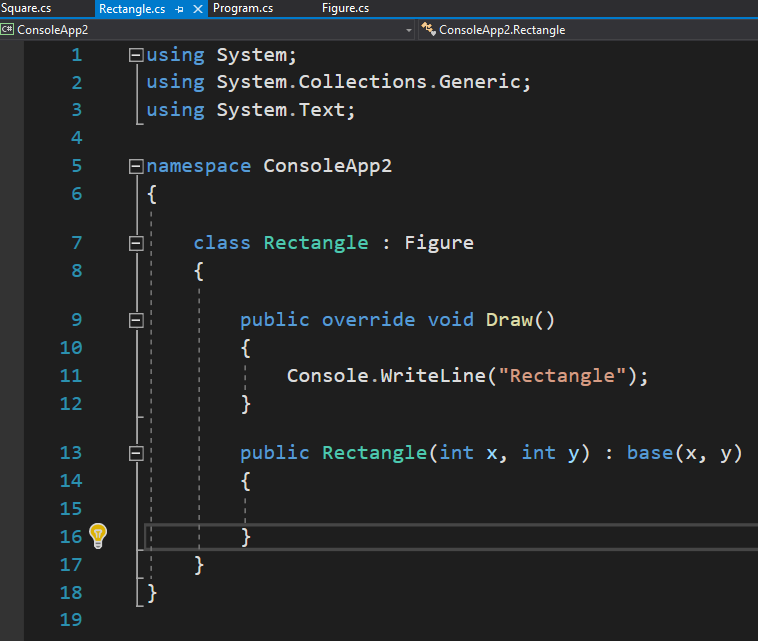 Square.cs Rectangle.cs Program.cs Figure.cs
C# ConsoleApp2 ConsoleApp2.Rectangle
1 using System;
2 using System.Collections.Generic;
3 using System.Text;
4
5 namespace ConsoleApp2
6 {
7 class Rectangle : Figure
8 {
9 public override void Draw()
10 {
11 Console.WriteLine("Rectangle");
12 }
13 public Rectangle(int x, int y) : base(x, y)
14 {
15
16 }
17 }
18 }
19